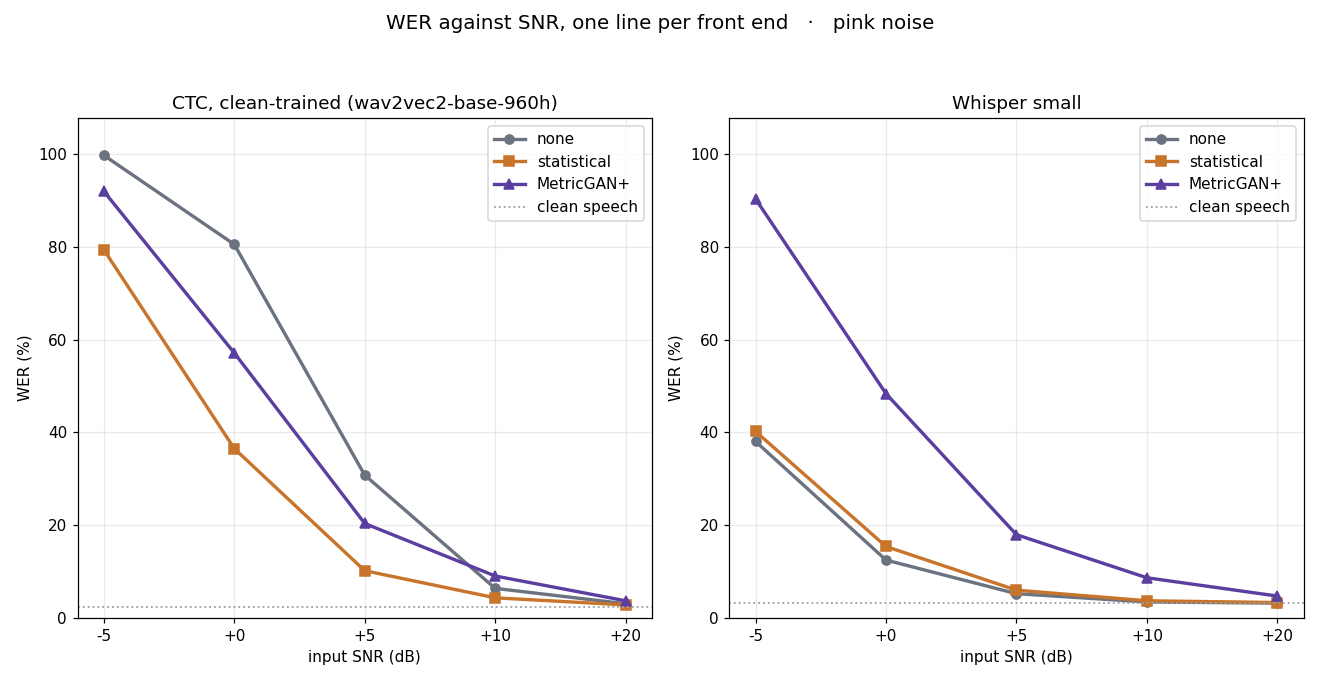 WER against SNR, one line per front end · pink noise
CTC, clean-trained (wav2vec2-base-960h)
none
statistical
MetricGAN+
clean speech
100
80
60
40
20
0
WER (%)
-5
+0
+5
+10
+20
input SNR (dB)
Whisper small
none
statistical
MetricGAN+
clean speech
100
80
60
40
20
0
WER (%)
-5
+0
+5
+10
+20
input SNR (dB)